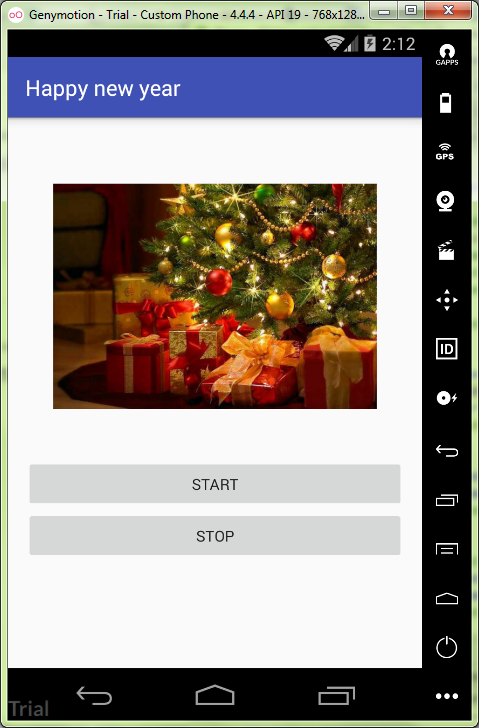 Genymotion - Trial - Custom Phone - 4.4.4 - API 19 - 768x128...
2:12
GAPPS
Happy new year
GPS
ID
START
STOP
Trial